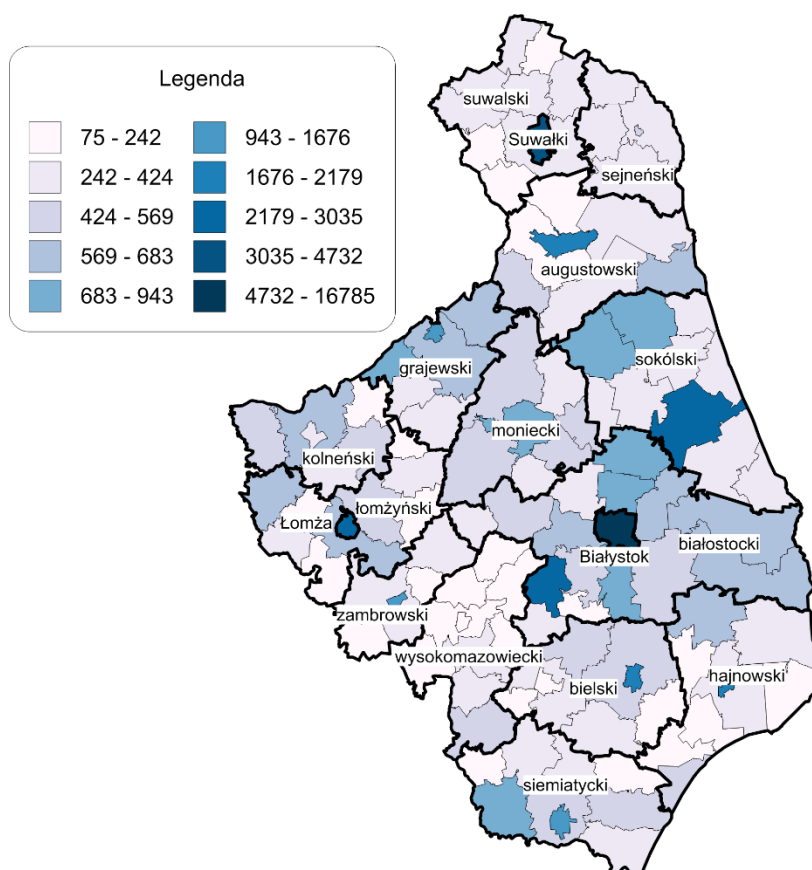 Legenda
75 - 242
242 - 424
424 - 569
569 - 683
683 - 943
943 - 1676
1676 - 2179
2179 - 3035
3035 - 4732
4732 - 16785
suwalski
Suwałki
sejneński
augustowski
sokólski
grajewski
moniecki
kolneński
łomżyński
Łomża
Białystok
białostocki
zambrowski
wysokomazowiecki
bielski
hajnowski
siemiatycki